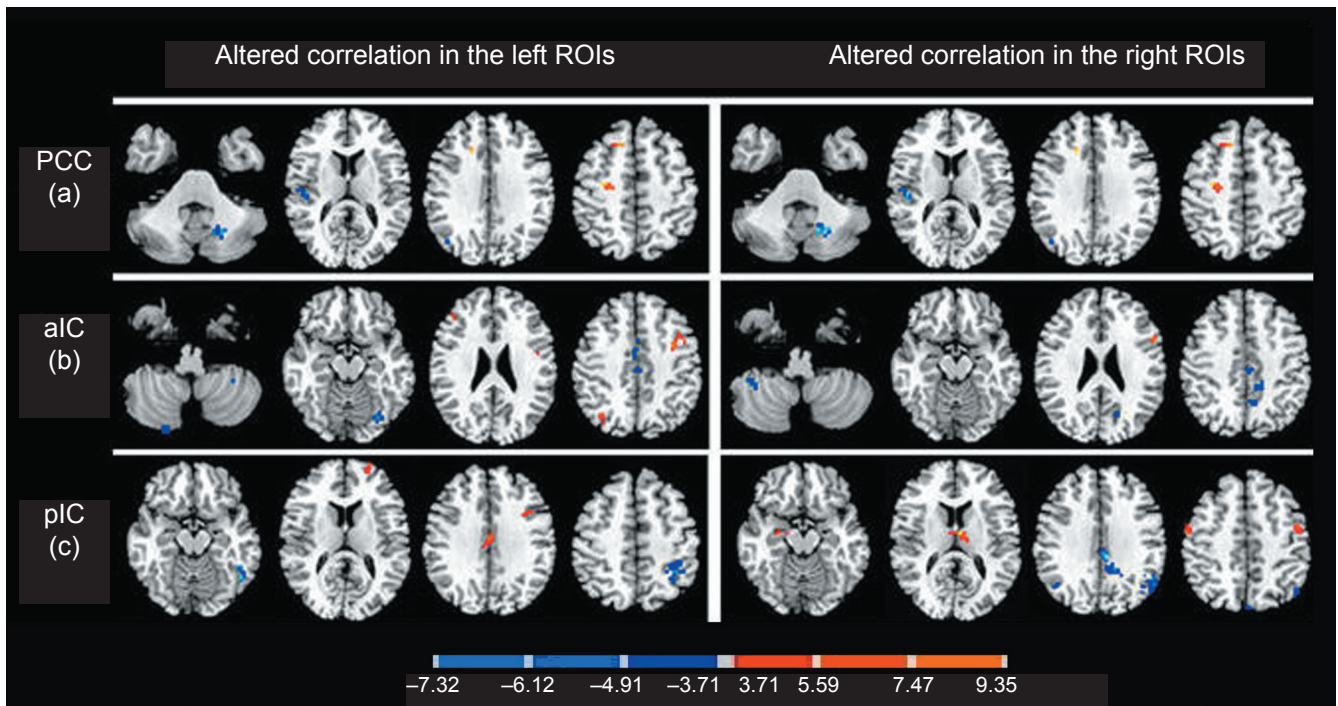 Altered correlation in the left ROIs
Altered correlation in the right ROIs
PCC
(a)
aIC
(b)
pIC
(c)
–7.32 –6.12 –4.91 –3.71 3.71 5.59 7.47 9.35